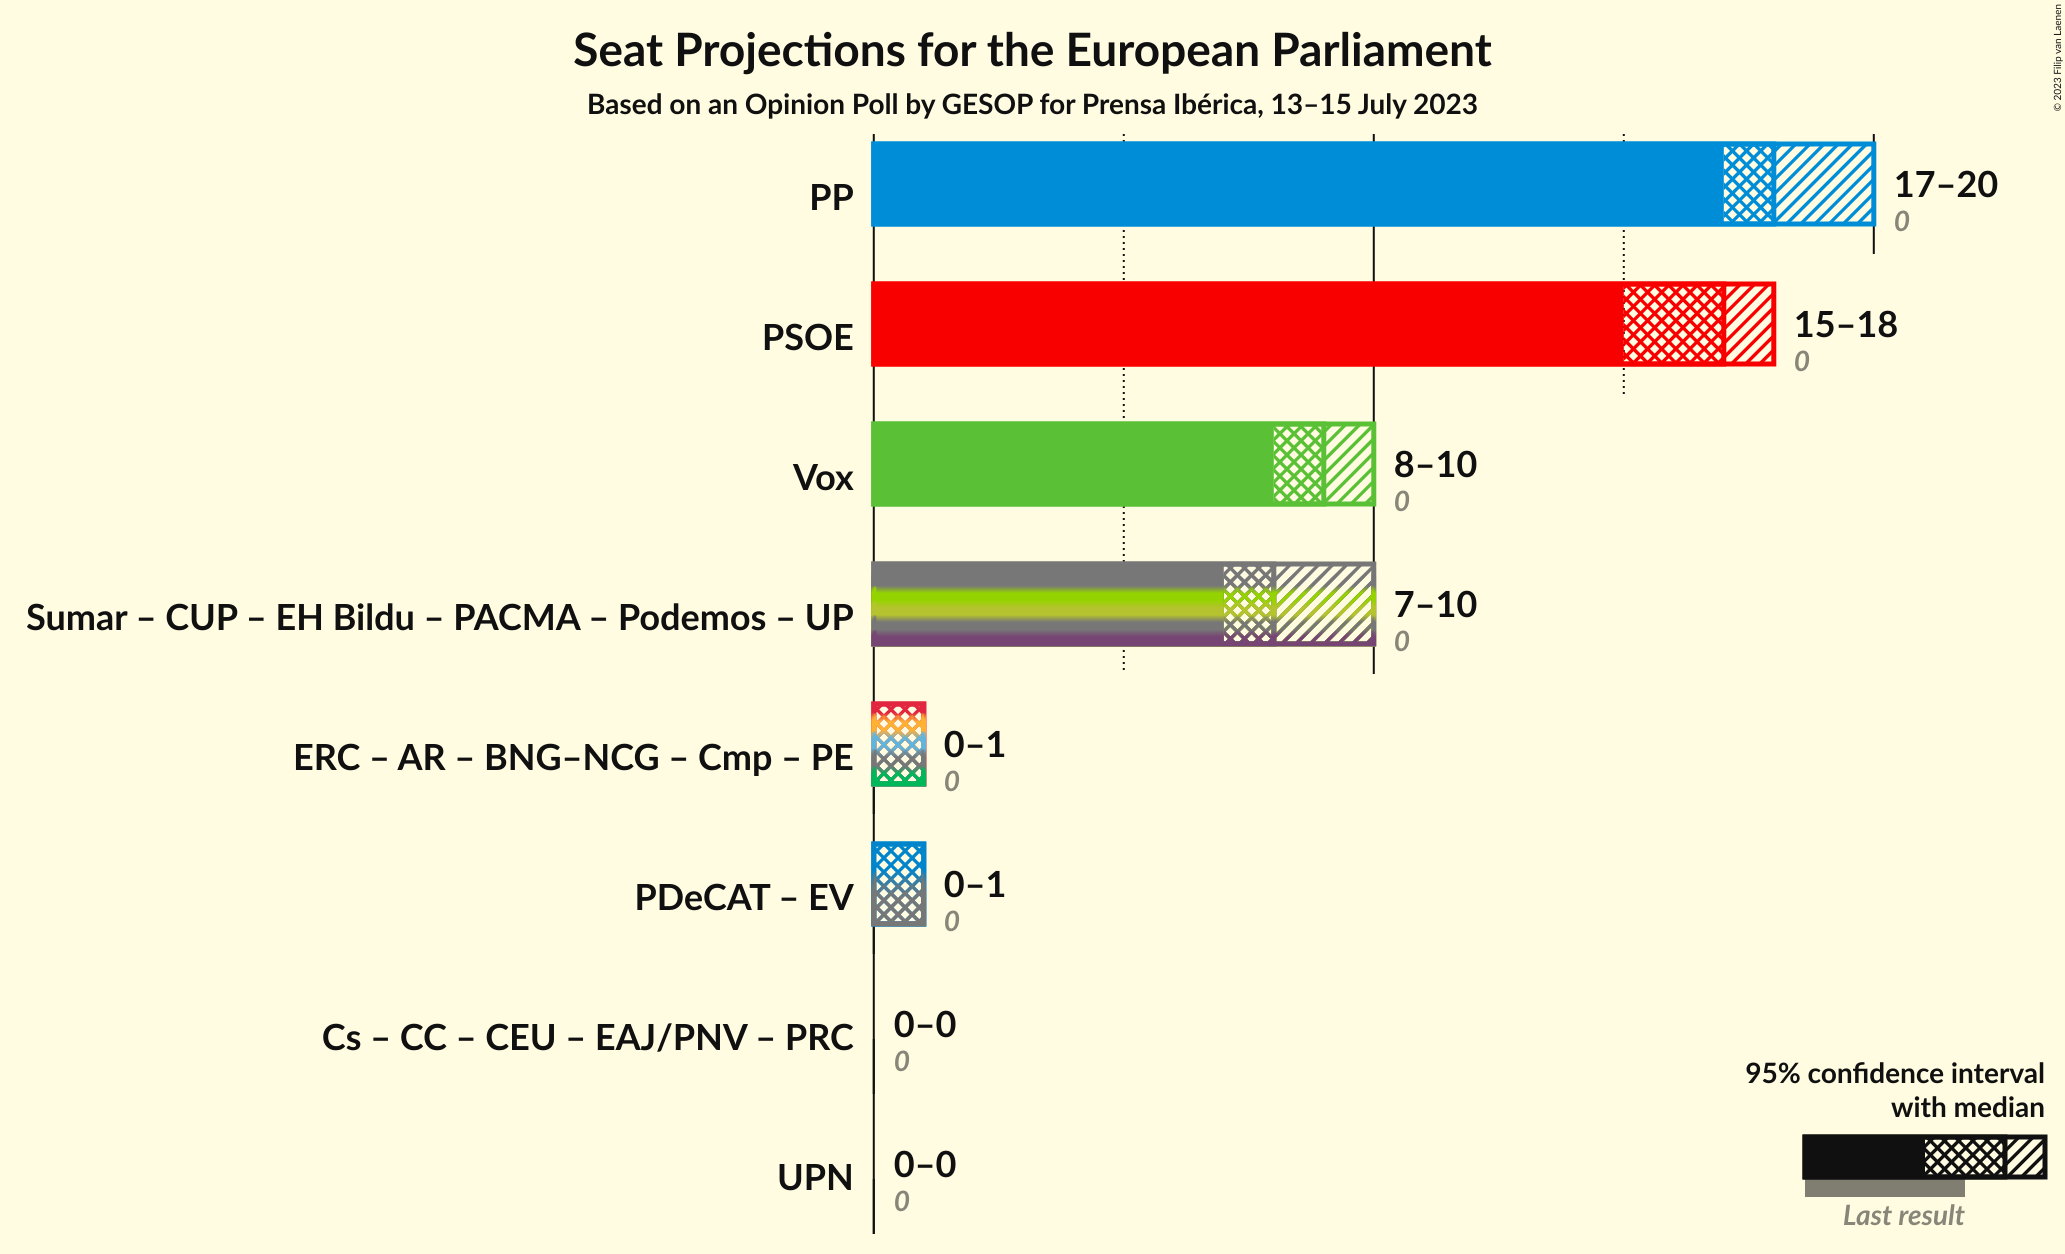 Seat Projections for the European Parliament
Based on an Opinion Poll by GESOP for Prensa Ibérica, 13–15 July 2023
© 2023 Filip van Laenen
PP
17–20
0
PSOE
15–18
0
Vox
8–10
0
Sumar – CUP – EH Bildu – PACMA – Podemos – UP
7–10
0
ERC – AR – BNG–NCG – Cmp – PE
0–1
0
PDeCAT – EV
0–1
0
Cs – CC – CEU – EAJ/PNV – PRC
0–0
0
UPN
0–0
0
95% confidence interval
with median
Last result